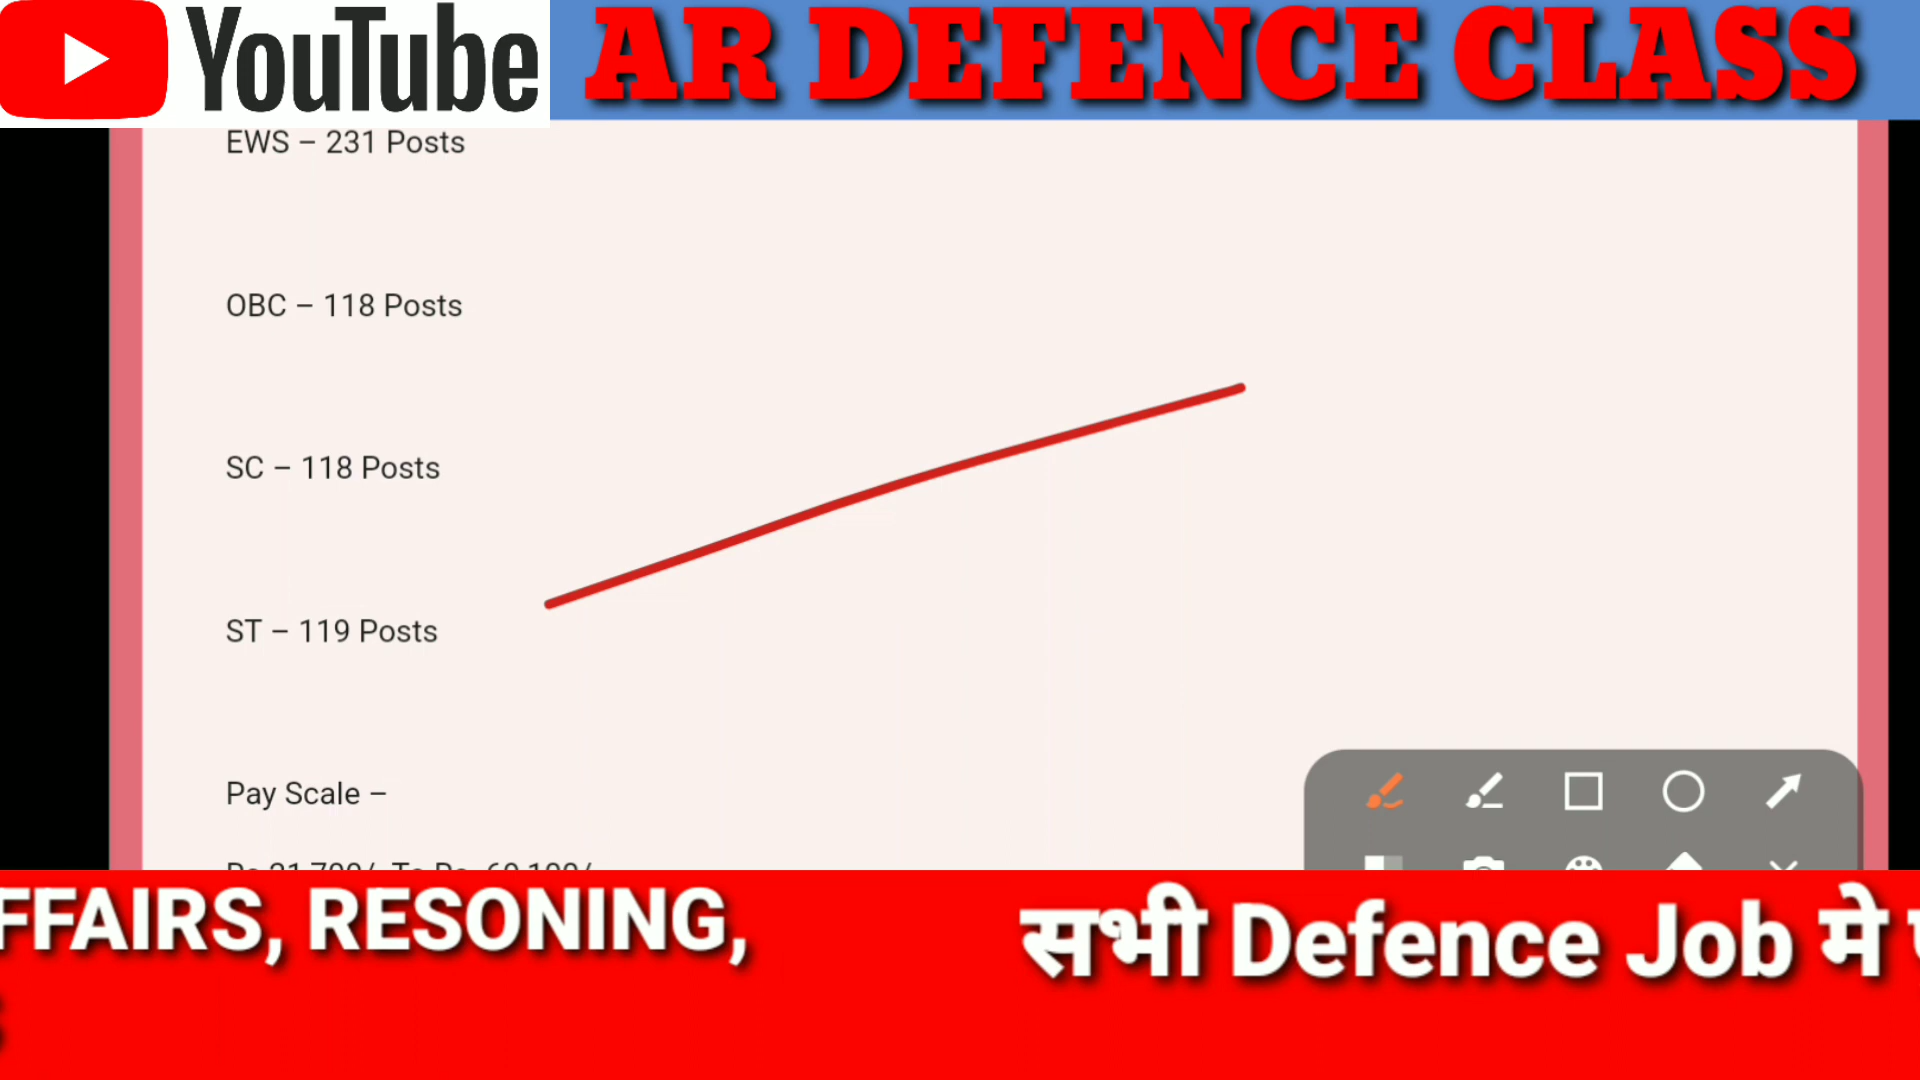 YouTube AR DEFENCE CLASS
EWS – 231 Posts
OBC – 118 Posts
SC – 118 Posts
ST – 119 Posts
Pay Scale –
FFAIRS, RESONING,
सभी Defence Job मे